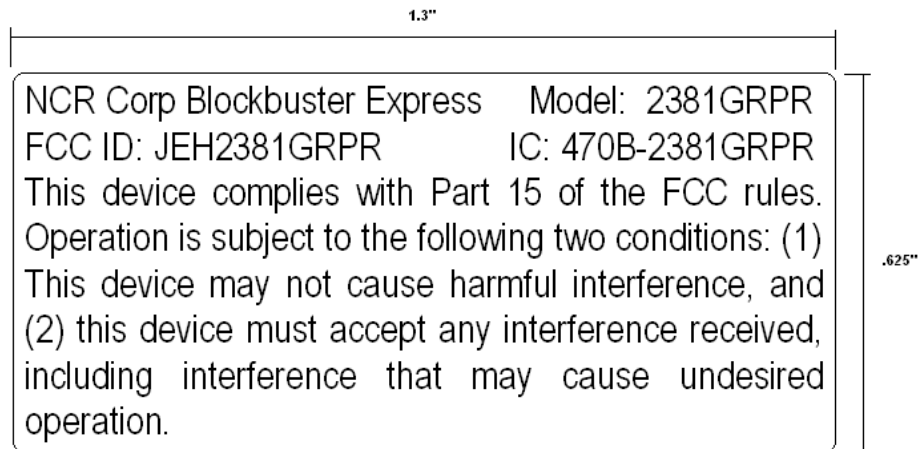 1.3"
NCR Corp Blockbuster Express Model: 2381GRPR
FCC ID: JEH2381GRPR IC: 470B-2381GRPR
This device complies with Part 15 of the FCC rules.
Operation is subject to the following two conditions: (1)
This device may not cause harmful interference, and
(2) this device must accept any interference received,
including interference that may cause undesired
operation.
.625"